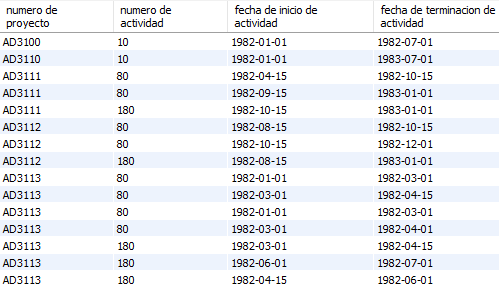 numero de proyecto numero de actividad fecha de inicio de actividad fecha de terminacion de actividad
AD3100 10 1982-01-01 1982-07-01
AD3110 10 1982-01-01 1983-07-01
AD3111 80 1982-04-15 1982-10-15
AD3111 80 1982-09-15 1983-01-01
AD3111 180 1982-10-15 1983-01-01
AD3112 80 1982-08-15 1982-10-15
AD3112 80 1982-10-15 1982-12-01
AD3112 180 1982-08-15 1983-01-01
AD3113 80 1982-01-01 1982-03-01
AD3113 80 1982-03-01 1982-04-15
AD3113 80 1982-01-01 1982-03-01
AD3113 80 1982-03-01 1982-04-01
AD3113 180 1982-03-01 1982-04-15
AD3113 180 1982-06-01 1982-07-01
AD3113 180 1982-04-15 1982-06-01